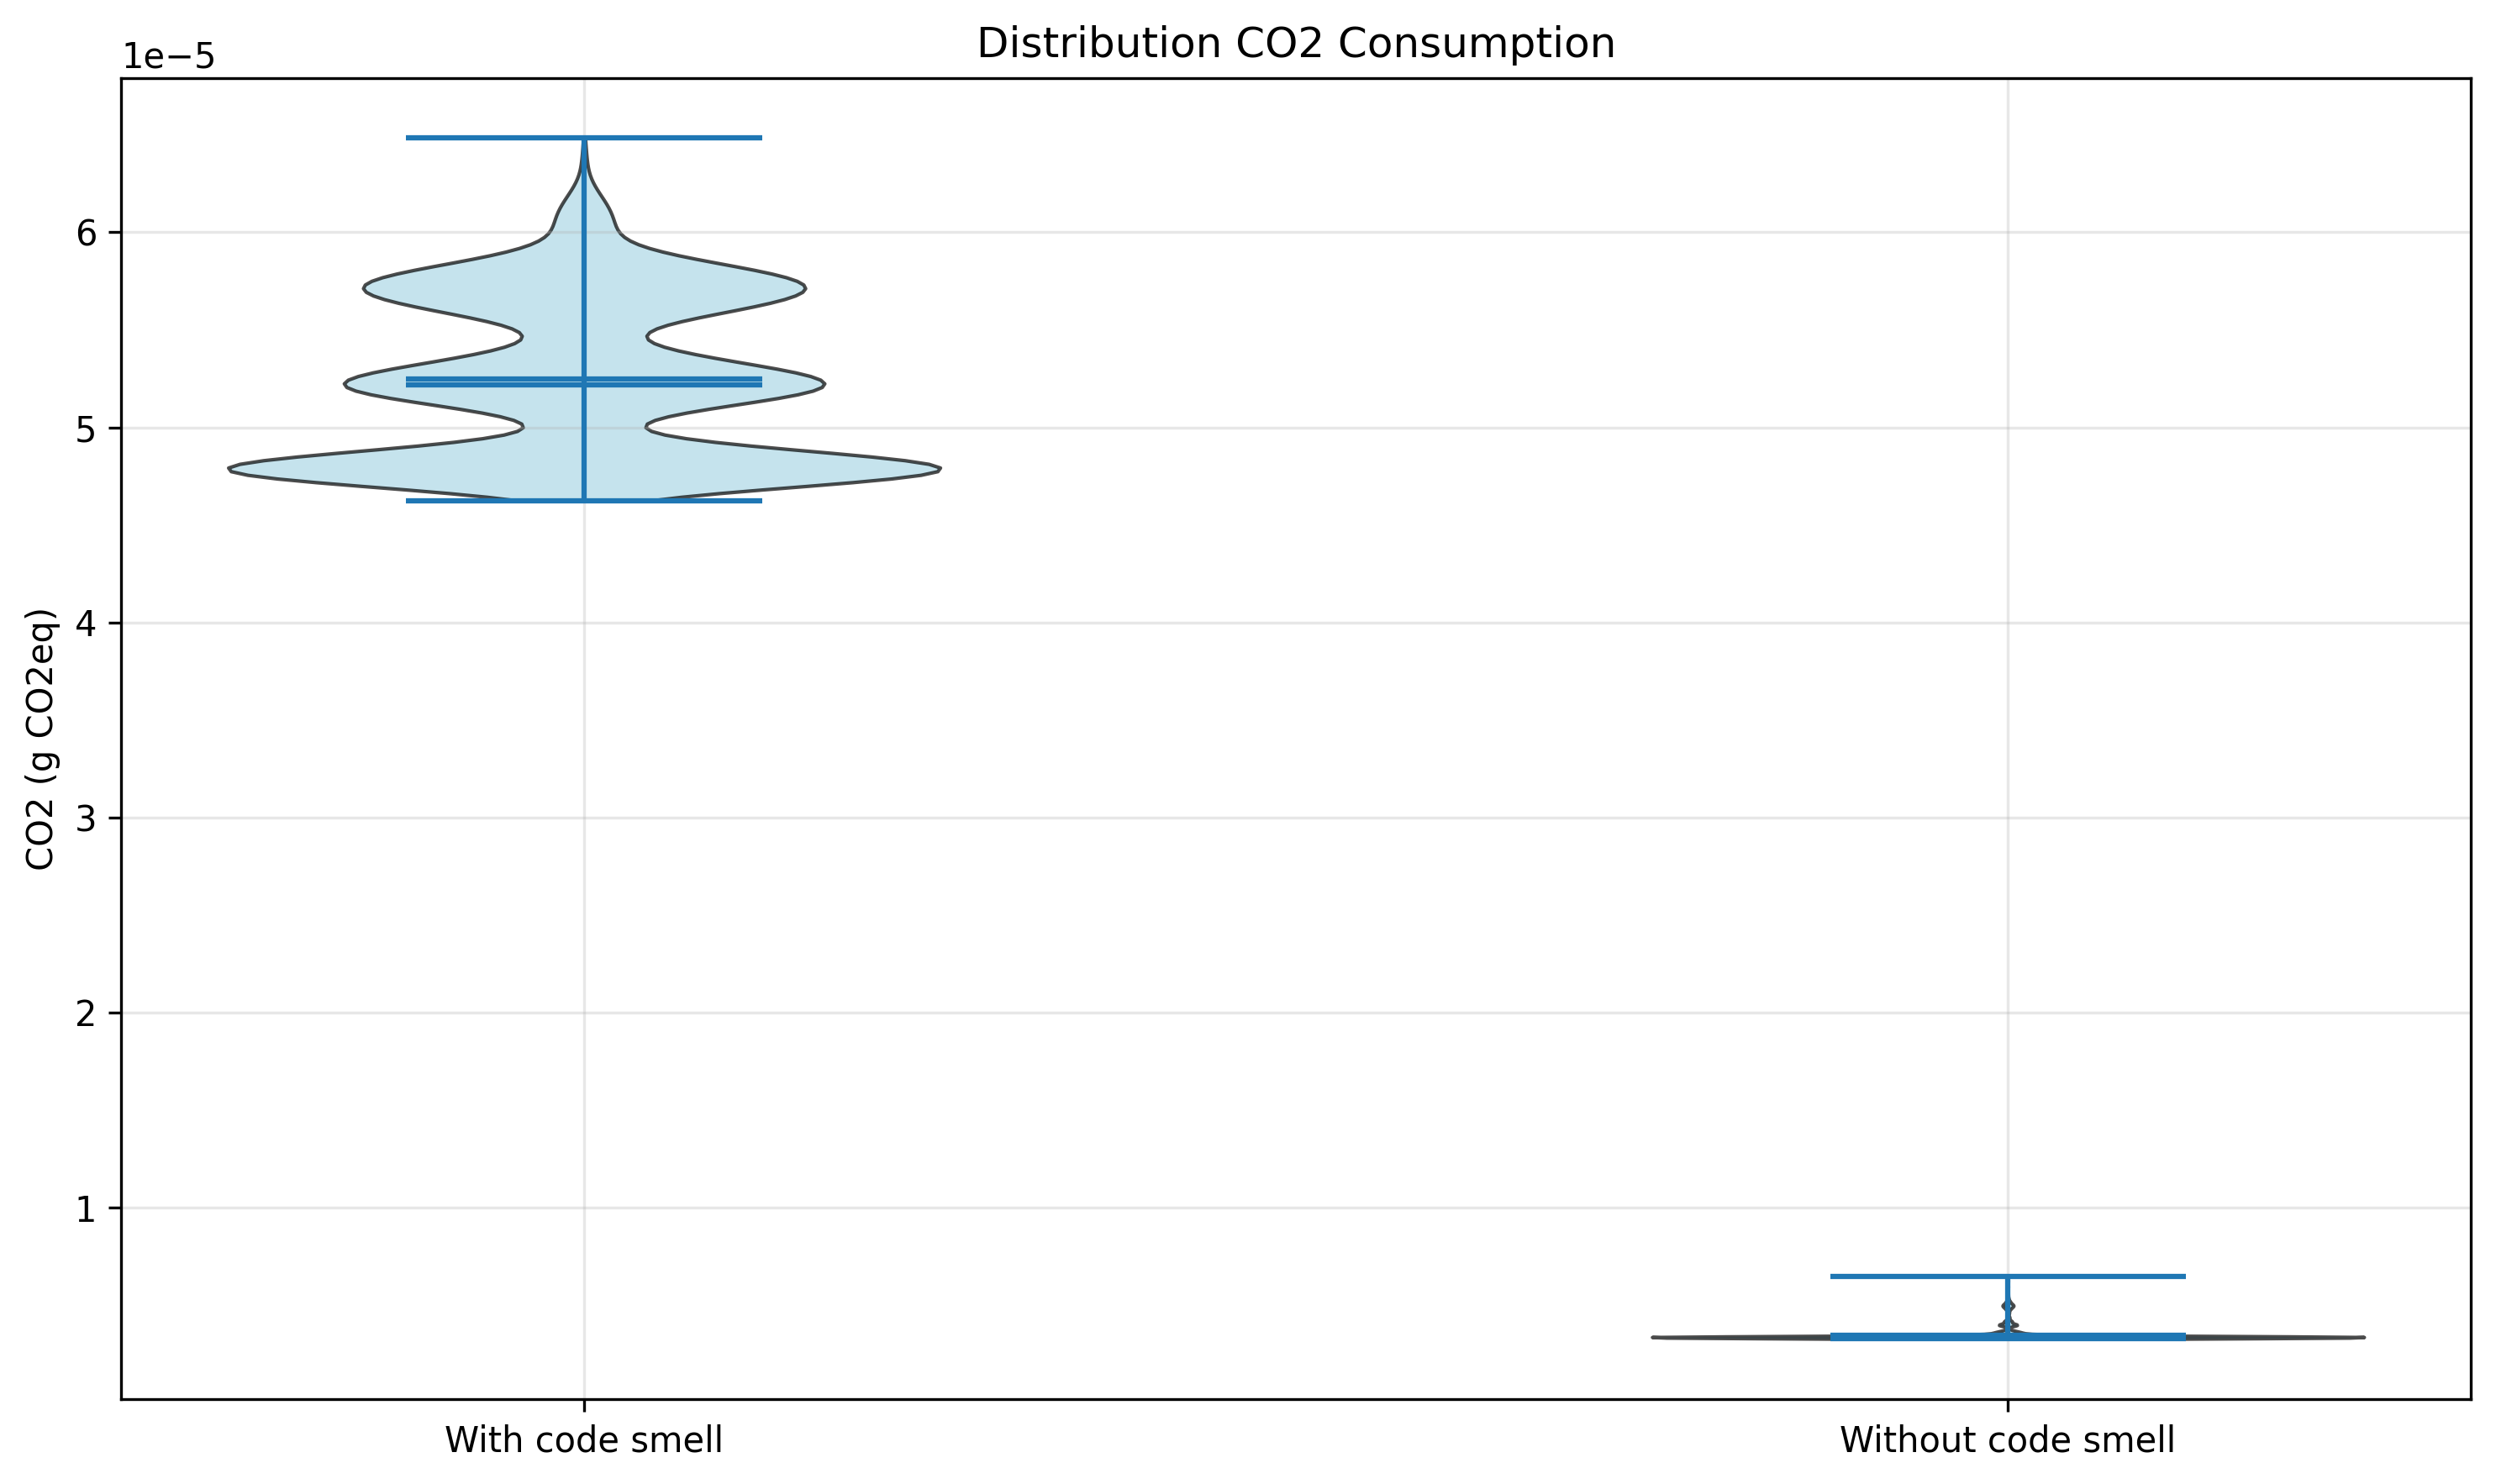 Distribution CO2 Consumption
1e−5
6
5
4
3
2
1
CO2 (g CO2eq)
With code smell
Without code smell